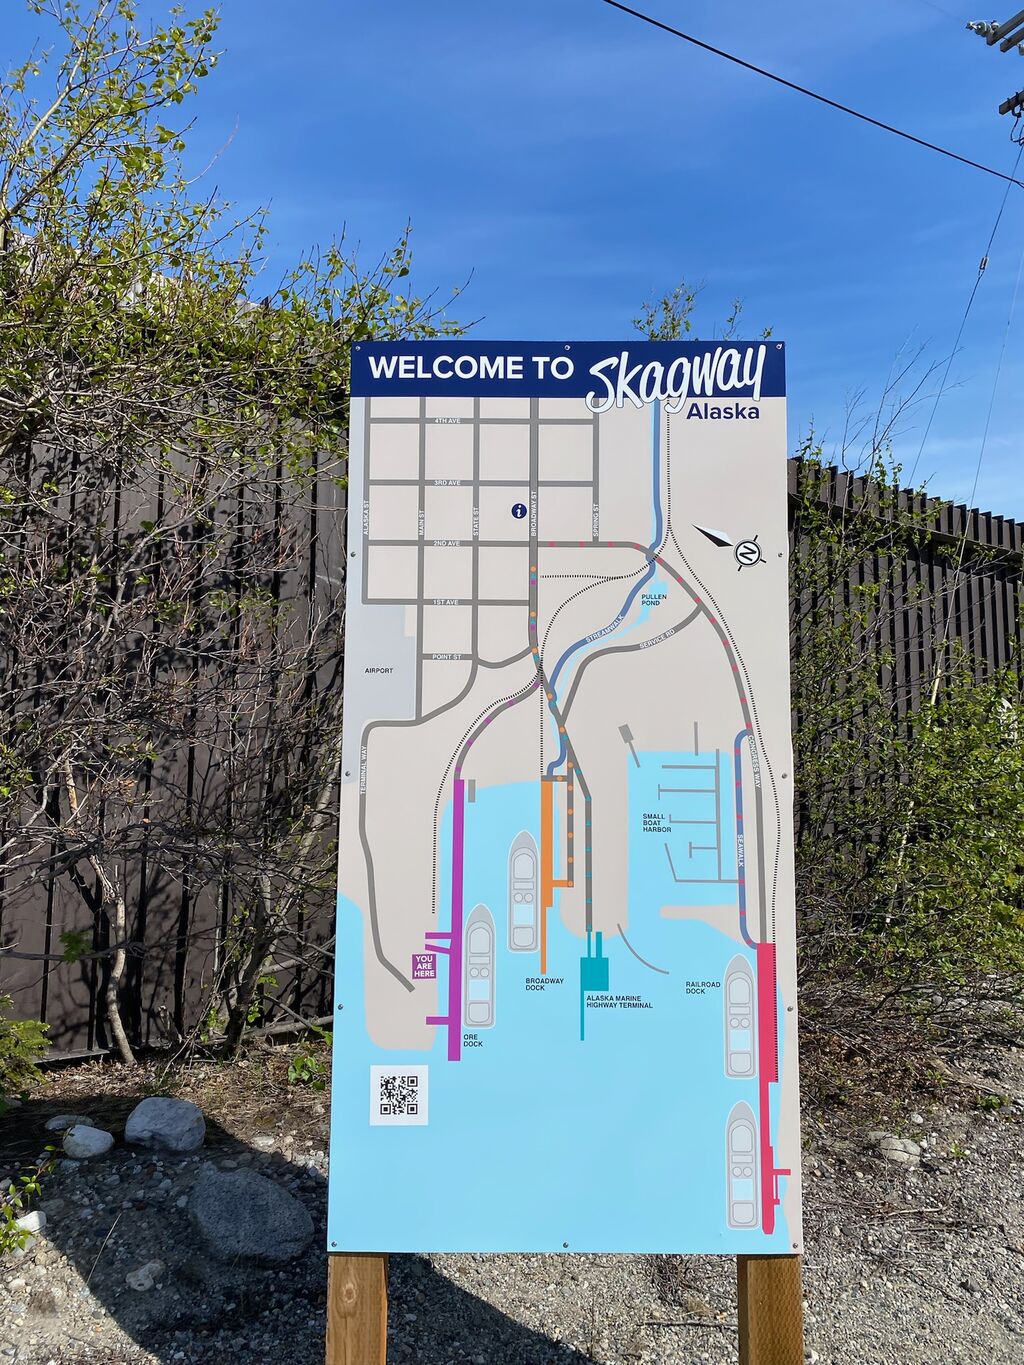 WELCOME TO Skagway
Alaska
4TH AVE
3RD AVE
ALASKA ST
MAIN ST
STATE ST
BROADWAY ST
SPRING ST
i
2ND AVE
N
1ST AVE
PULLEN
POND
STREAMWALK
SERVICE RD
POINT ST
AIRPORT
TERMINAL WAY
CONGRESS WAY
SMALL
BOAT
HARBOR
SEAWALK
YOU
ARE
HERE
BROADWAY
DOCK
RAILROAD
DOCK
ALASKA MARINE
HIGHWAY TERMINAL
ORE
DOCK